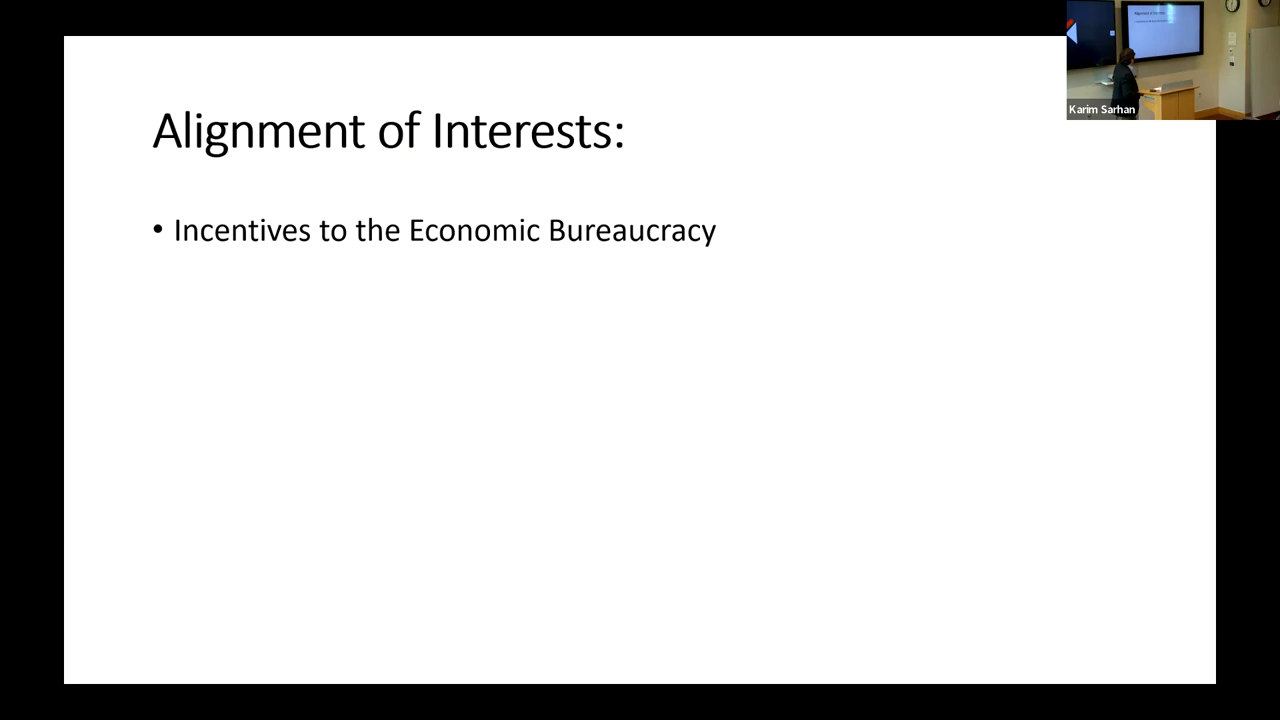 Alignment of Interests:
• Incentives to the Economic Bureaucracy
Karim Sarhan